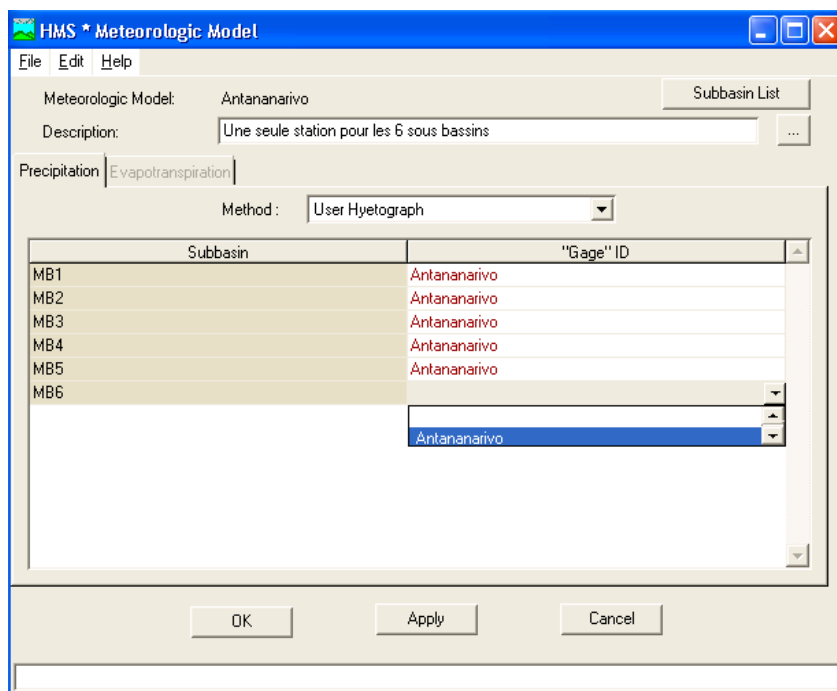 HMS * Meteorologic Model
File Edit Help
Meteorologic Model: Antananarivo Subbasin List
Description: Une seule station pour les 6 sous bassins ...
Precipitation Evapotranspiration
Method : User Hyetograph
Subbasin "Gage" ID
MB1 Antananarivo
MB2 Antananarivo
MB3 Antananarivo
MB4 Antananarivo
MB5 Antananarivo
MB6
Antananarivo
OK Apply Cancel